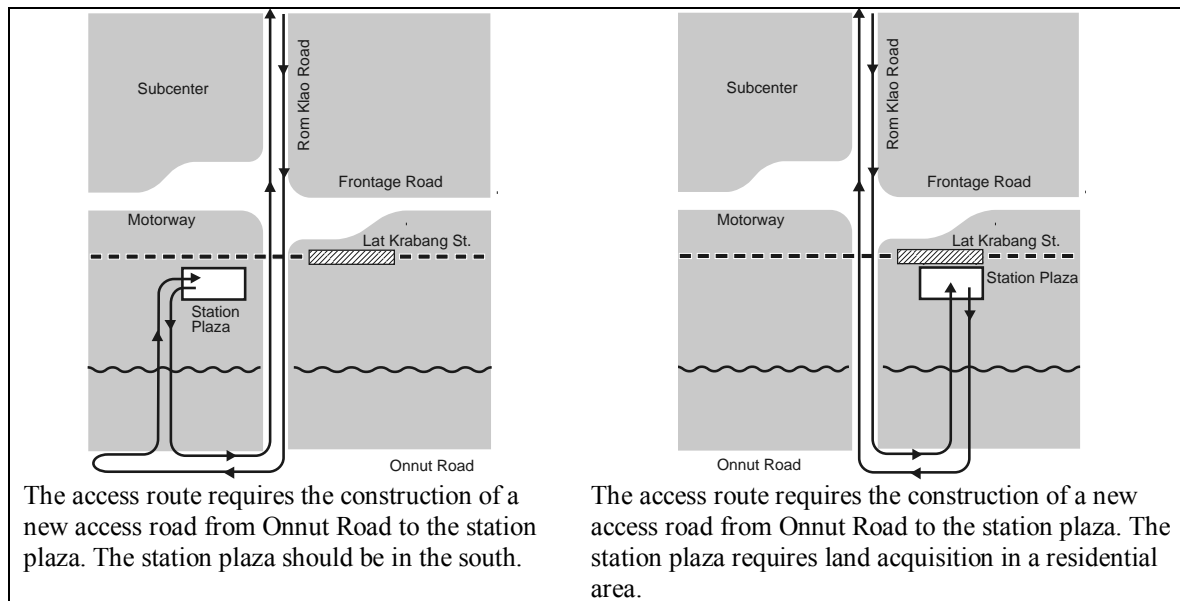 Subcenter
Rom Klao Road
Frontage Road
Motorway
Lat Krabang St.
Station
Plaza
Onnut Road
The access route requires the construction of a
new access road from Onnut Road to the station
plaza. The station plaza should be in the south.
Subcenter
Rom Klao Road
Frontage Road
Motorway
Lat Krabang St.
Station Plaza
Onnut Road
The access route requires the construction of a new
access road from Onnut Road to the station plaza. The
station plaza requires land acquisition in a residential
area.